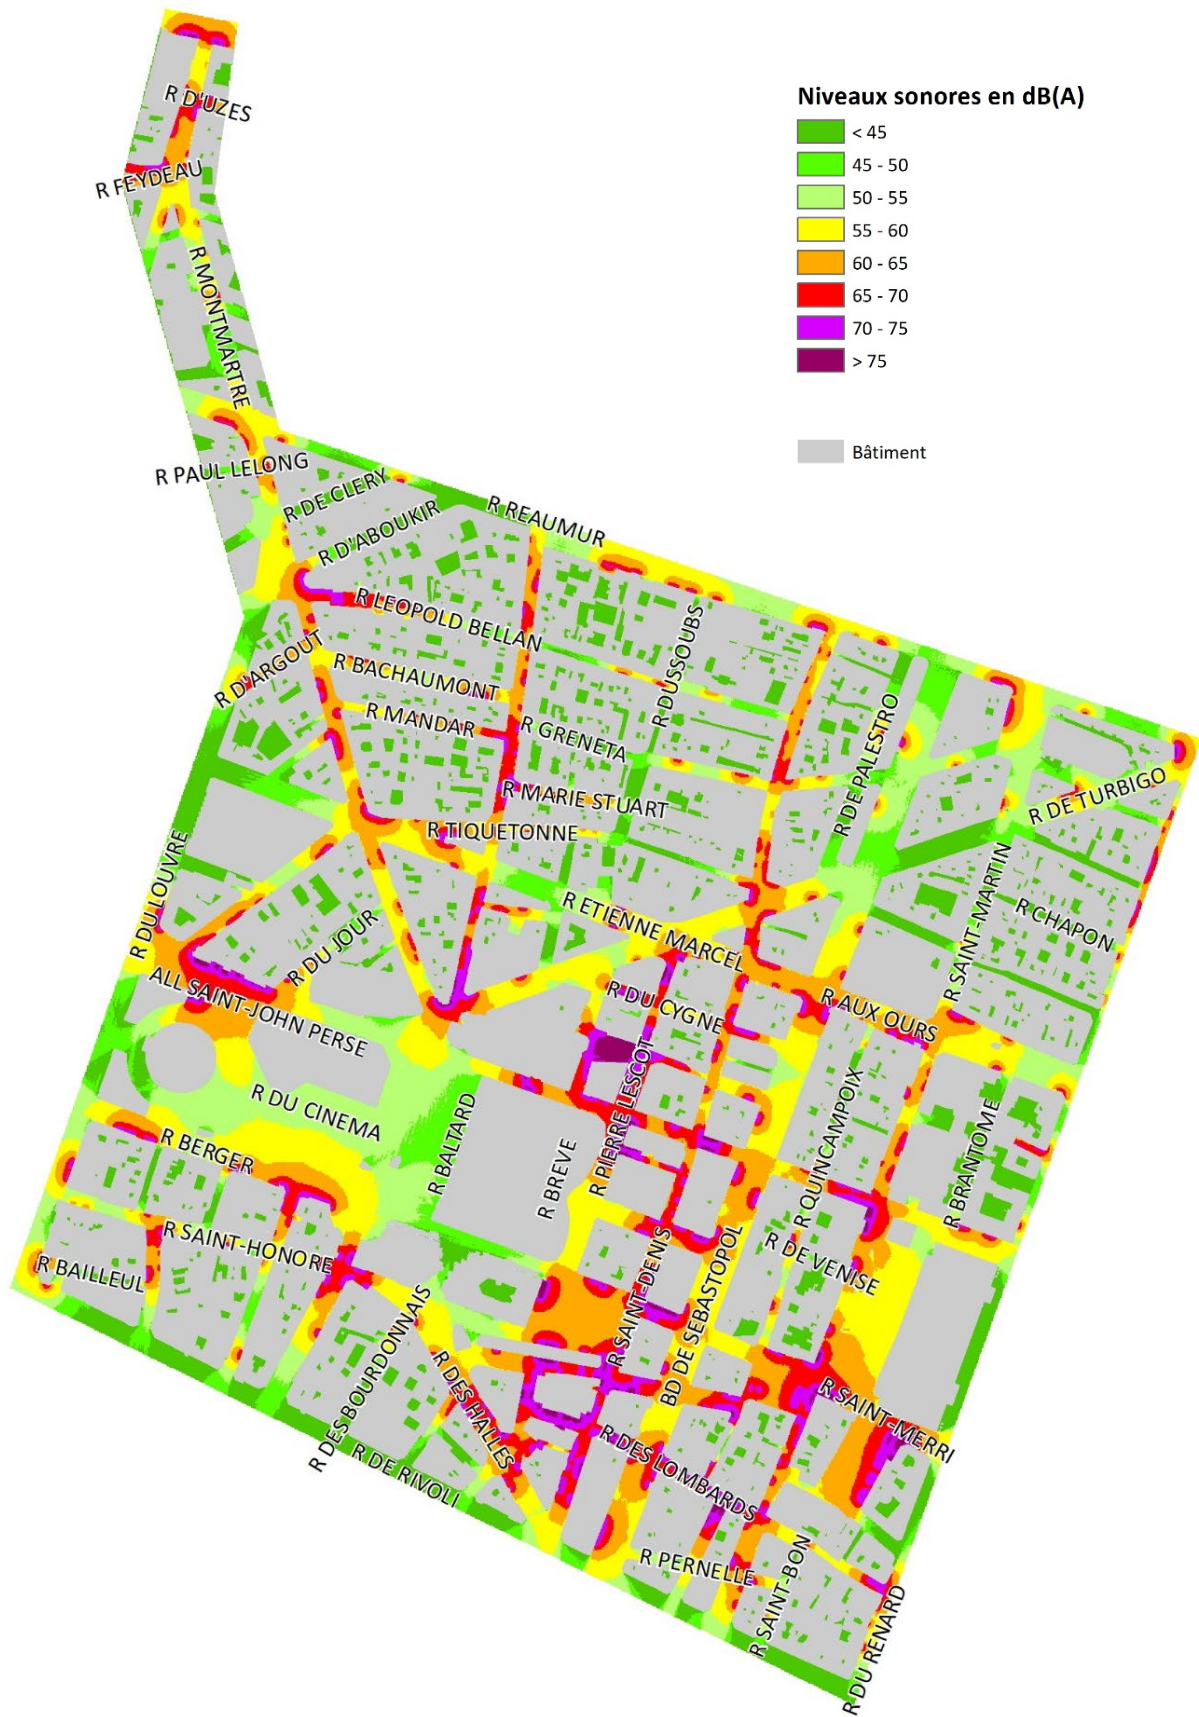 Niveaux sonores en dB(A)
< 45
45 - 50
50 - 55
55 - 60
60 - 65
65 - 70
70 - 75
> 75
Bâtiment
R D'UZES
R FEYDEAU
R MONTMARTRE
R PAUL LELONG
R DE CLERY
R D'ABOUKIR
R REAUMUR
R LEOPOLD BELLAN
R D'ARGOUT
R BACHAUMONT
R MANDAR
R GRENETA
R DUSSOUBS
R DE PALESTRO
R MARIE STUART
R DE TURBIGO
R TIQUETONNE
R DU LOUVRE
R DU JOUR
R ETIENNE MARCEL
R SAINT-MARTIN
R CHAPON
ALL SAINT-JOHN PERSE
R DU CYGNE
R AUX OURS
R DU CINEMA
R PIERRE LESCOT
R QUINCAMPOIX
R BERGER
R BALTARD
R BREVE
R BRANTOME
R SAINT-HONORE
R BAILLEUL
R DE VENISE
R SAINT-DENIS
BD DE SEBASTOPOL
R DES BOURDONNAIS
R DES HALLES
R SAINT-MERRI
R DES LOMBARDS
R DE RIVOLI
R PERNELLE
R SAINT-BON
R DU RENARD